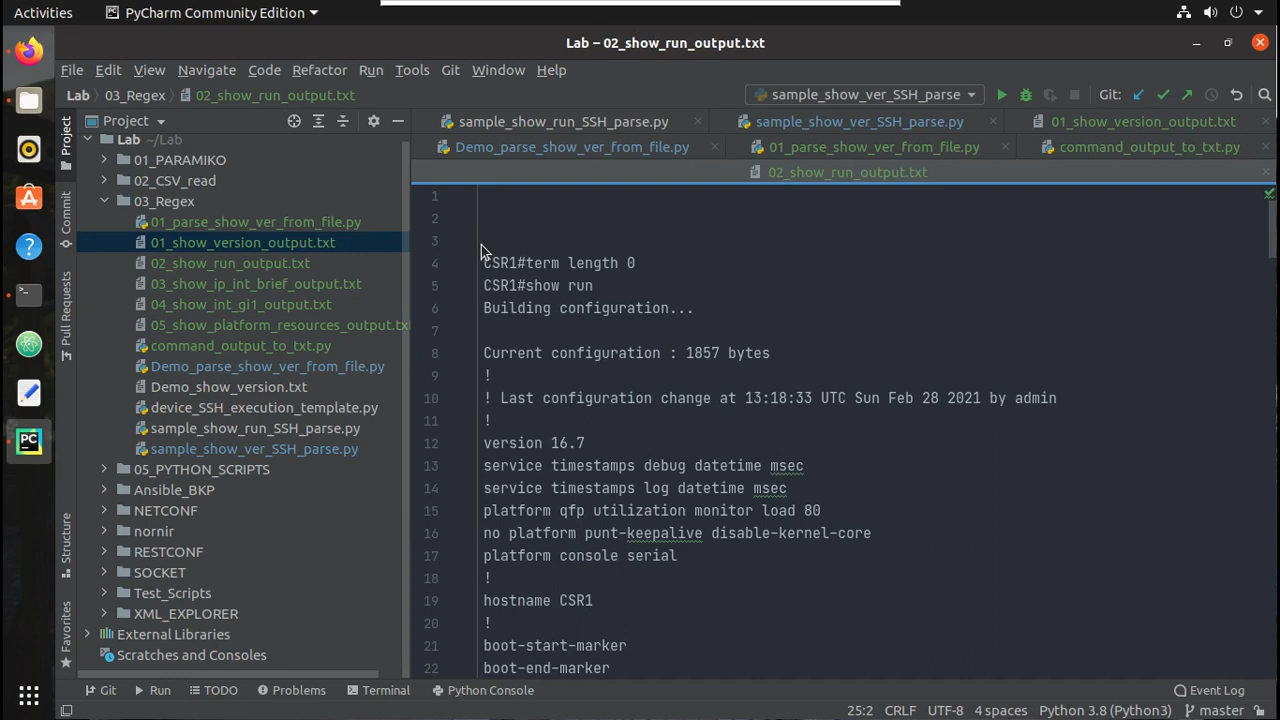 Activities
PyCharm Community Edition
Lab – 02_show_run_output.txt
File Edit View Navigate Code Refactor Run Tools Git Window Help
Lab 03_Regex 02_show_run_output.txt
sample_show_ver_SSH_parse
Git:
Project
sample_show_run_SSH_parse.py
sample_show_ver_SSH_parse.py
01_show_version_output.txt
Demo_parse_show_ver_from_file.py
01_parse_show_ver_from_file.py
command_output_to_txt.py
02_show_run_output.txt
Project
Commit
Pull Requests
Structure
Favorites
Lab ~/Lab
01_PARAMIKO
02_CSV_read
03_Regex
01_parse_show_ver_from_file.py
01_show_version_output.txt
02_show_run_output.txt
03_show_ip_int_brief_output.txt
04_show_int_gi1_output.txt
05_show_platform_resources_output.txt
command_output_to_txt.py
Demo_parse_show_ver_from_file.py
Demo_show_version.txt
device_SSH_execution_template.py
sample_show_run_SSH_parse.py
sample_show_ver_SSH_parse.py
05_PYTHON_SCRIPTS
Ansible_BKP
NETCONF
nornir
RESTCONF
SOCKET
Test_Scripts
XML_EXPLORER
External Libraries
Scratches and Consoles
1
2
3
4 CSR1#term length 0
5 CSR1#show run
6 Building configuration...
7
8 Current configuration : 1857 bytes
9 !
10 ! Last configuration change at 13:18:33 UTC Sun Feb 28 2021 by admin
11 !
12 version 16.7
13 service timestamps debug datetime msec
14 service timestamps log datetime msec
15 platform qfp utilization monitor load 80
16 no platform punt-keepalive disable-kernel-core
17 platform console serial
18 !
19 hostname CSR1
20 !
21 boot-start-marker
22 boot-end-marker
PC
Git Run TODO Problems Terminal Python Console Event Log
25:2 CRLF UTF-8 4 spaces Python 3.8 (Python3) master